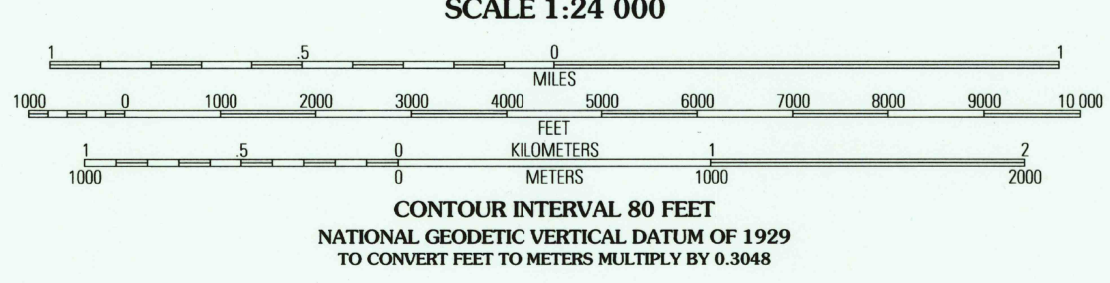 SCALE 1:24 000
1 .5 0 1
MILES
1000 0 1000 2000 3000 4000 5000 6000 7000 8000 9000 10 000
FEET
1 .5 0 KILOMETERS 1 2
1000 0 METERS 1000 2000
CONTOUR INTERVAL 80 FEET
NATIONAL GEODETIC VERTICAL DATUM OF 1929
TO CONVERT FEET TO METERS MULTIPLY BY 0.3048